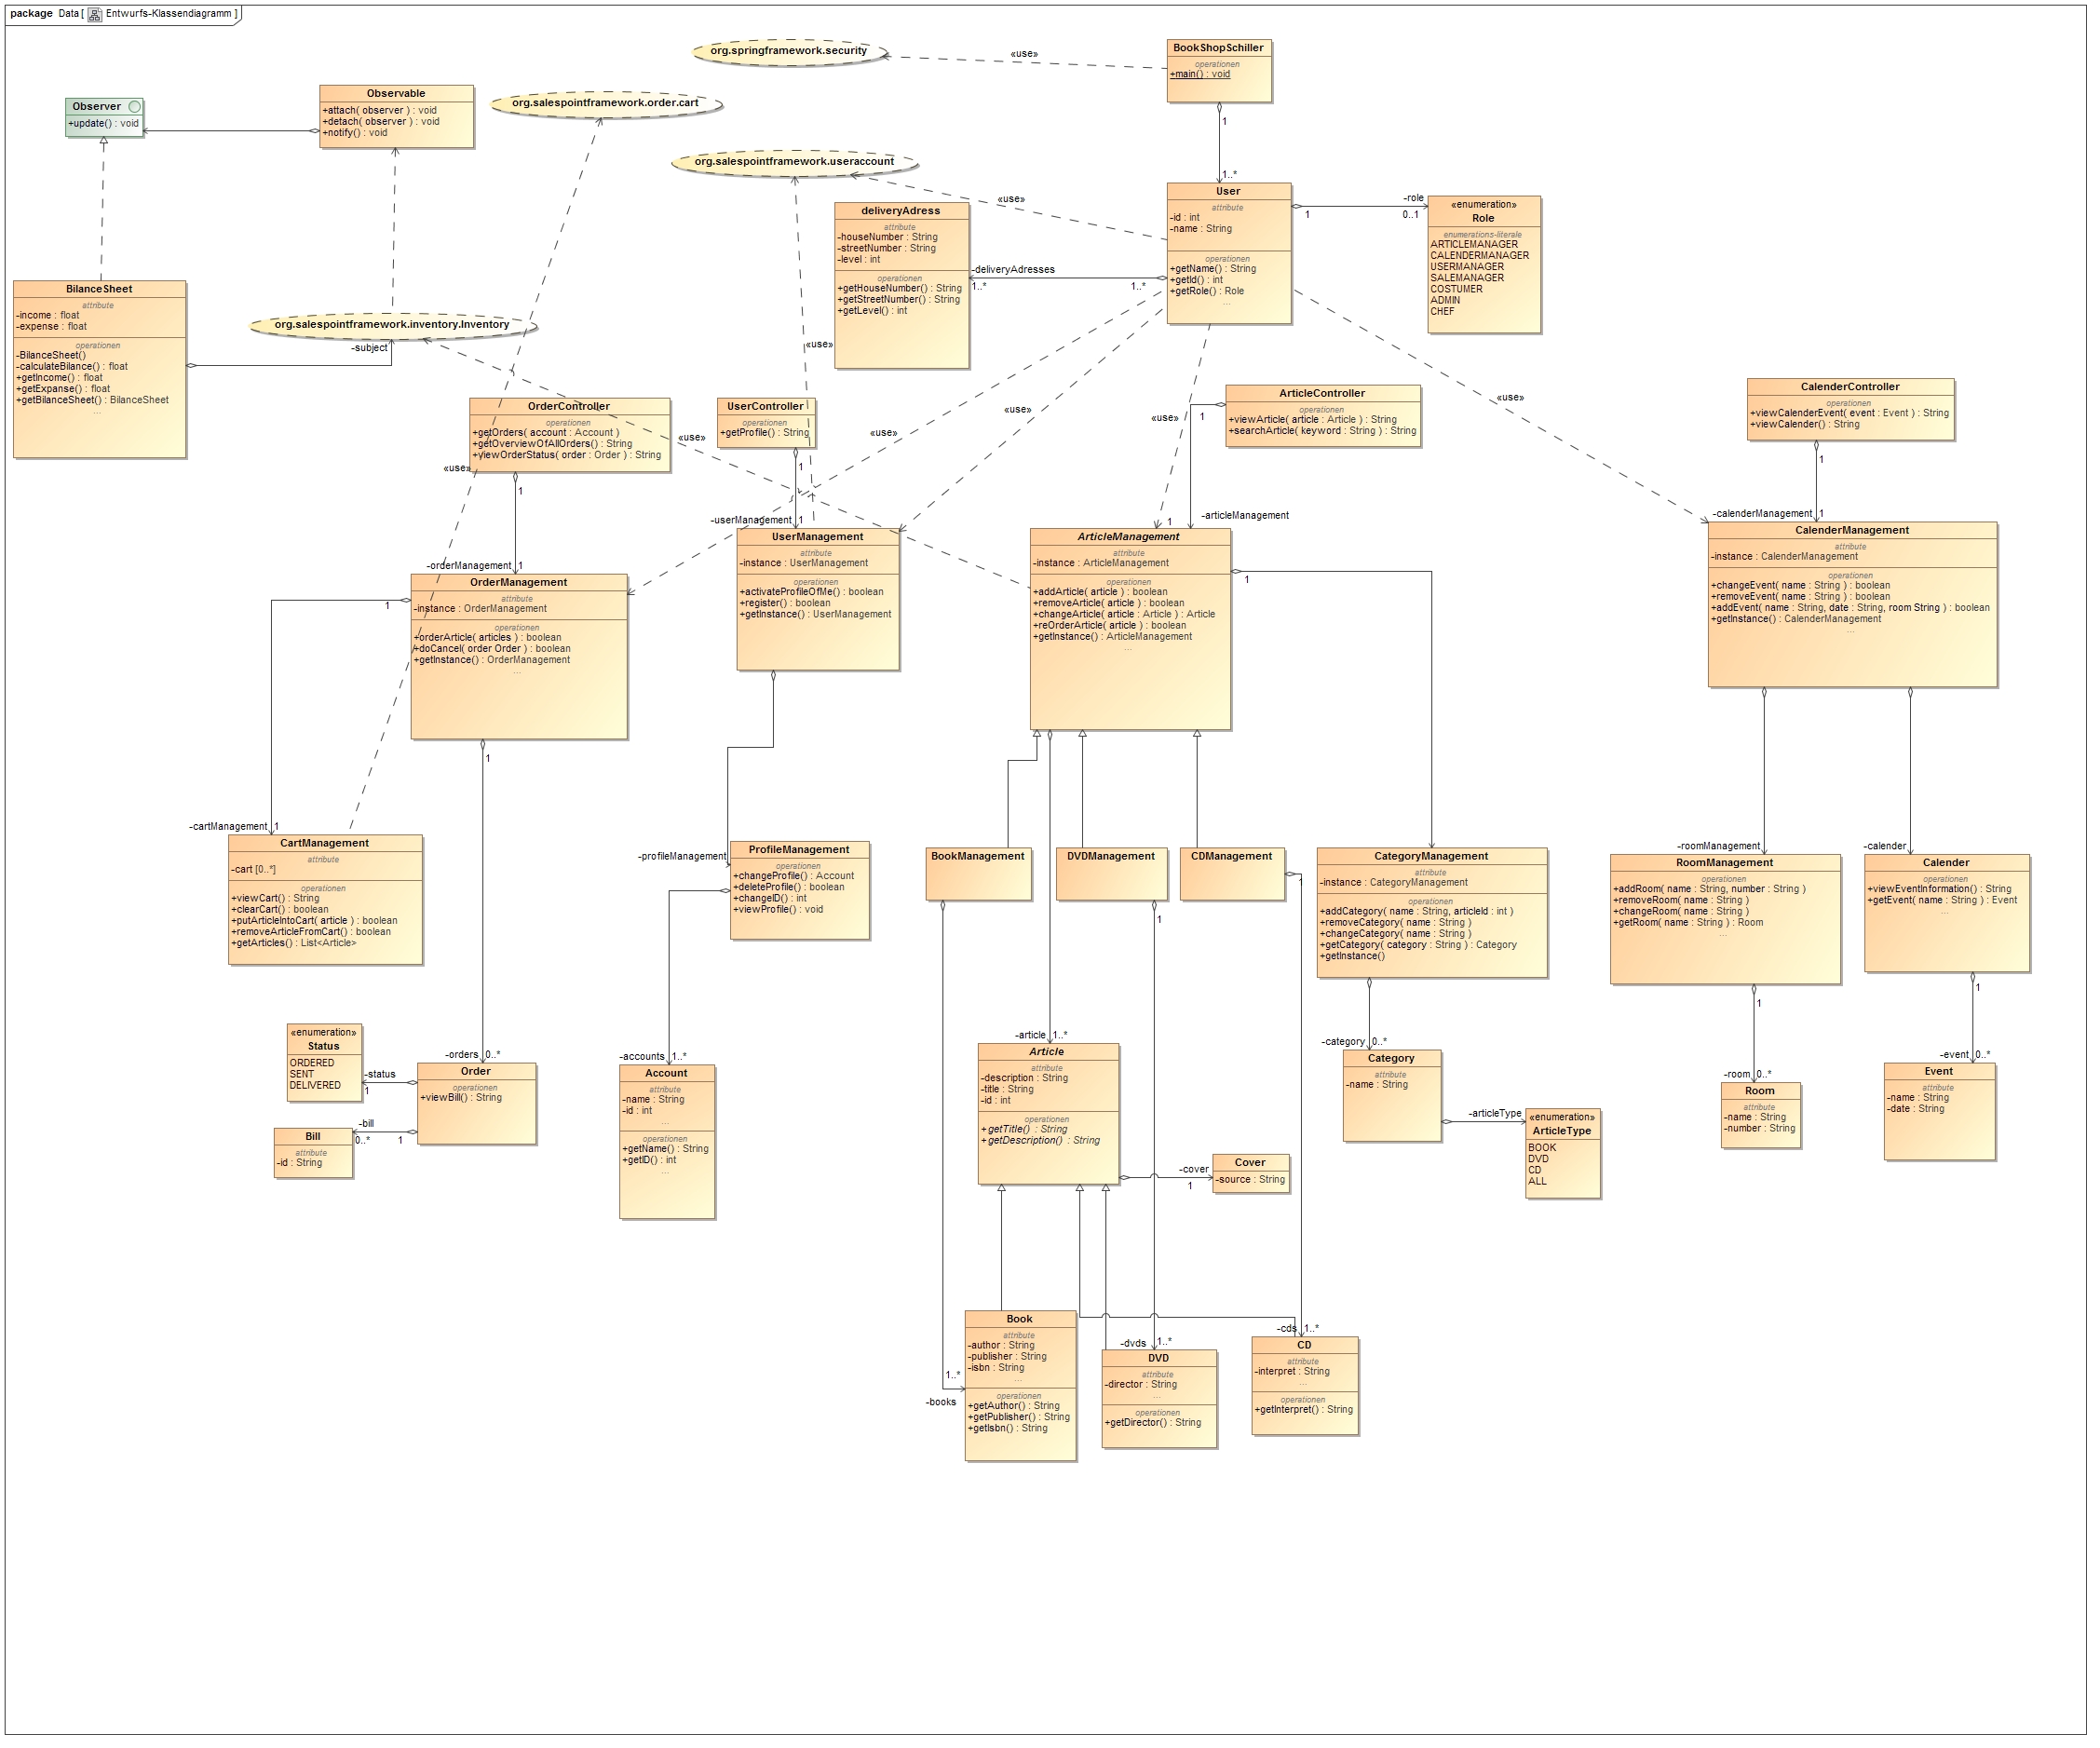 package Data [ Entwurfs-Klassendiagramm ]
org.springframework.security
«use»
BookShopSchiller
operationen
+main() : void
1
1..*
Observer
+update() : void
Observable
+attach( observer ) : void
+detach( observer ) : void
+notify() : void
org.salespointframework.order.cart
org.salespointframework.useraccount
«use»
deliveryAdress
attribute
-houseNumber : String
-streetNumber : String
-level : int
operationen
+getHouseNumber() : String
+getStreetNumber() : String
+getLevel() : int
-deliveryAdresses
1..*
1..*
User
attribute
-id : int
-name : String
operationen
+getName() : String
+getId() : int
+getRole() : Role
...
1
-role
0..1
«enumeration»
Role
enumerations-literale
ARTICLEMANAGER
CALENDERMANAGER
USERMANAGER
SALEMANAGER
COSTUMER
ADMIN
CHEF
BilanceSheet
attribute
-income : float
-expense : float
operationen
-BilanceSheet()
-calculateBilance() : float
+getIncome() : float
+getExpanse() : float
+getBilanceSheet() : BilanceSheet
...
org.salespointframework.inventory.Inventory
-subject
«use»
«use»
«use»
«use»
«use»
«use»
«use»
OrderController
operationen
+getOrders( account : Account )
+getOverviewOfAllOrders() : String
+viewOrderStatus( order : Order ) : String
1
-orderManagement
1
UserController
operationen
+getProfile() : String
1
-userManagement
1
ArticleController
operationen
+viewArticle( article : Article ) : String
+searchArticle( keyword : String ) : String
1
1
-articleManagement
CalenderController
operationen
+viewCalenderEvent( event : Event ) : String
+viewCalender() : String
1
-calenderManagement
1
OrderManagement
attribute
-instance : OrderManagement
operationen
+orderArticle( articles ) : boolean
+doCancel( order Order ) : boolean
+getInstance() : OrderManagement
...
1
1
UserManagement
attribute
-instance : UserManagement
operationen
+activateProfileOfMe() : boolean
+register() : boolean
+getInstance() : UserManagement
ArticleManagement
attribute
-instance : ArticleManagement
operationen
+addArticle( article ) : boolean
+removeArticle( article ) : boolean
+changeArticle( article : Article ) : Article
+reOrderArticle( article ) : boolean
+getInstance() : ArticleManagement
...
1
CalenderManagement
attribute
-instance : CalenderManagement
operationen
+changeEvent( name : String ) : boolean
+removeEvent( name : String ) : boolean
+addEvent( name : String, date : String, room String ) : boolean
+getInstance() : CalenderManagement
...
-cartManagement
1
CartManagement
attribute
-cart [0..*]
operationen
+viewCart() : String
+clearCart() : boolean
+putArticleIntoCart( article ) : boolean
+removeArticleFromCart() : boolean
+getArticles() : List<Article>
-profileManagement
ProfileManagement
operationen
+changeProfile() : Account
+deleteProfile() : boolean
+changeID() : int
+viewProfile() : void
BookManagement
DVDManagement
1
CDManagement
1
CategoryManagement
attribute
-instance : CategoryManagement
operationen
+addCategory( name : String, articleId : int )
+removeCategory( name : String )
+changeCategory( name : String )
+getCategory( category : String ) : Category
+getInstance()
-roomManagement
RoomManagement
operationen
+addRoom( name : String, number : String )
+removeRoom( name : String )
+changeRoom( name : String )
+getRoom( name : String ) : Room
...
1
-calender
Calender
operationen
+viewEventInformation() : String
+getEvent( name : String ) : Event
...
1
«enumeration»
Status
ORDERED
SENT
DELIVERED
-status
1
-orders
0..*
Order
operationen
+viewBill() : String
-bill
0..*
1
Bill
attribute
-id : String
-accounts
1..*
Account
attribute
-name : String
-id : int
...
operationen
+getName() : String
+getID() : int
...
-article
1..*
Article
attribute
-description : String
-title : String
-id : int
operationen
+getTitle() : String
+getDescription() : String
-cover
1
Cover
-source : String
-category
0..*
Category
attribute
-name : String
-articleType
«enumeration»
ArticleType
BOOK
DVD
CD
ALL
-room
0..*
Room
attribute
-name : String
-number : String
-event
0..*
Event
attribute
-name : String
-date : String
1..*
-books
Book
attribute
-author : String
-publisher : String
-isbn : String
...
operationen
+getAuthor() : String
+getPublisher() : String
+getIsbn() : String
-dvds
1..*
DVD
attribute
-director : String
...
operationen
+getDirector() : String
-cds
1..*
CD
attribute
-interpret : String
...
operationen
+getInterpret() : String